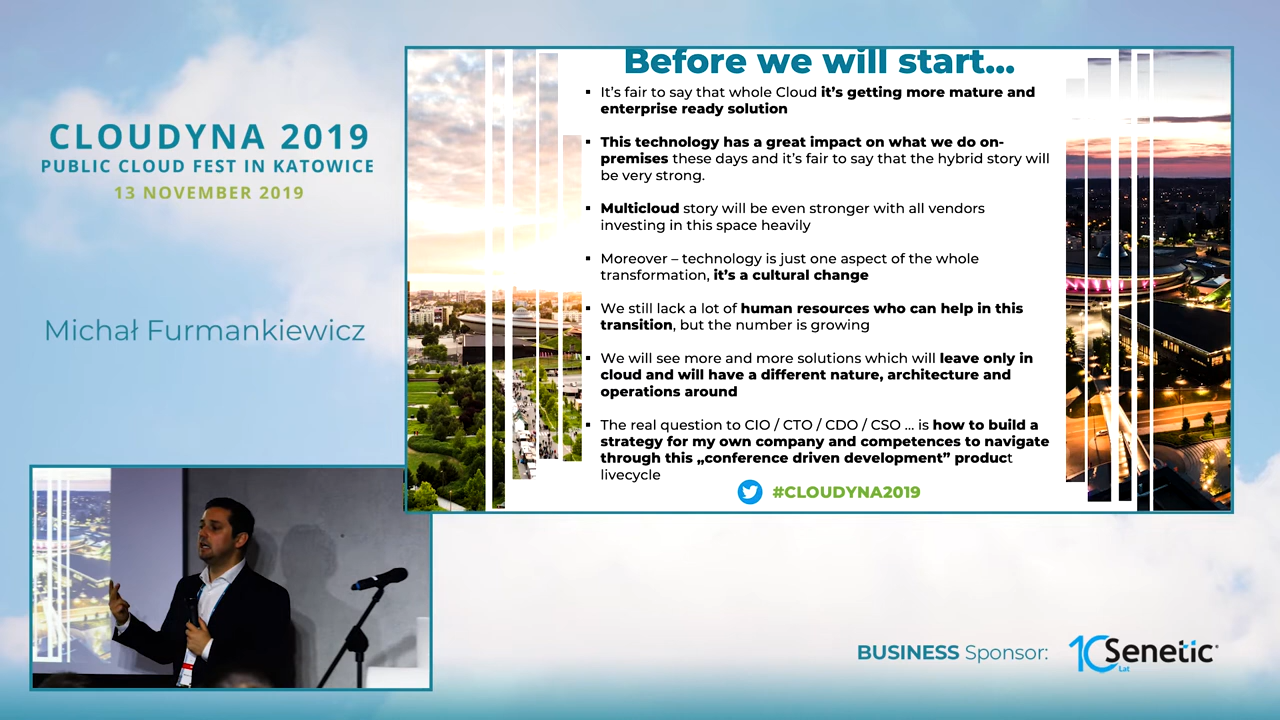 CLOUDYNA 2019
PUBLIC CLOUD FEST IN KATOWICE
13 NOVEMBER 2019
Michał Furmankiewicz
Before we will start...
▪ It's fair to say that whole Cloud it's getting more mature and
enterprise ready solution
▪ This technology has a great impact on what we do on-
premises these days and it's fair to say that the hybrid story will
be very strong.
▪ Multicloud story will be even stronger with all vendors
investing in this space heavily
▪ Moreover – technology is just one aspect of the whole
transformation, it's a cultural change
▪ We still lack a lot of human resources who can help in this
transition, but the number is growing
▪ We will see more and more solutions which will leave only in
cloud and will have a different nature, architecture and
operations around
▪ The real question to CIO / CTO / CDO / CSO ... is how to build a
strategy for my own company and competences to navigate
through this „conference driven development" product
livecycle
#CLOUDYNA2019
BUSINESS Sponsor:
10 Lat Senetic